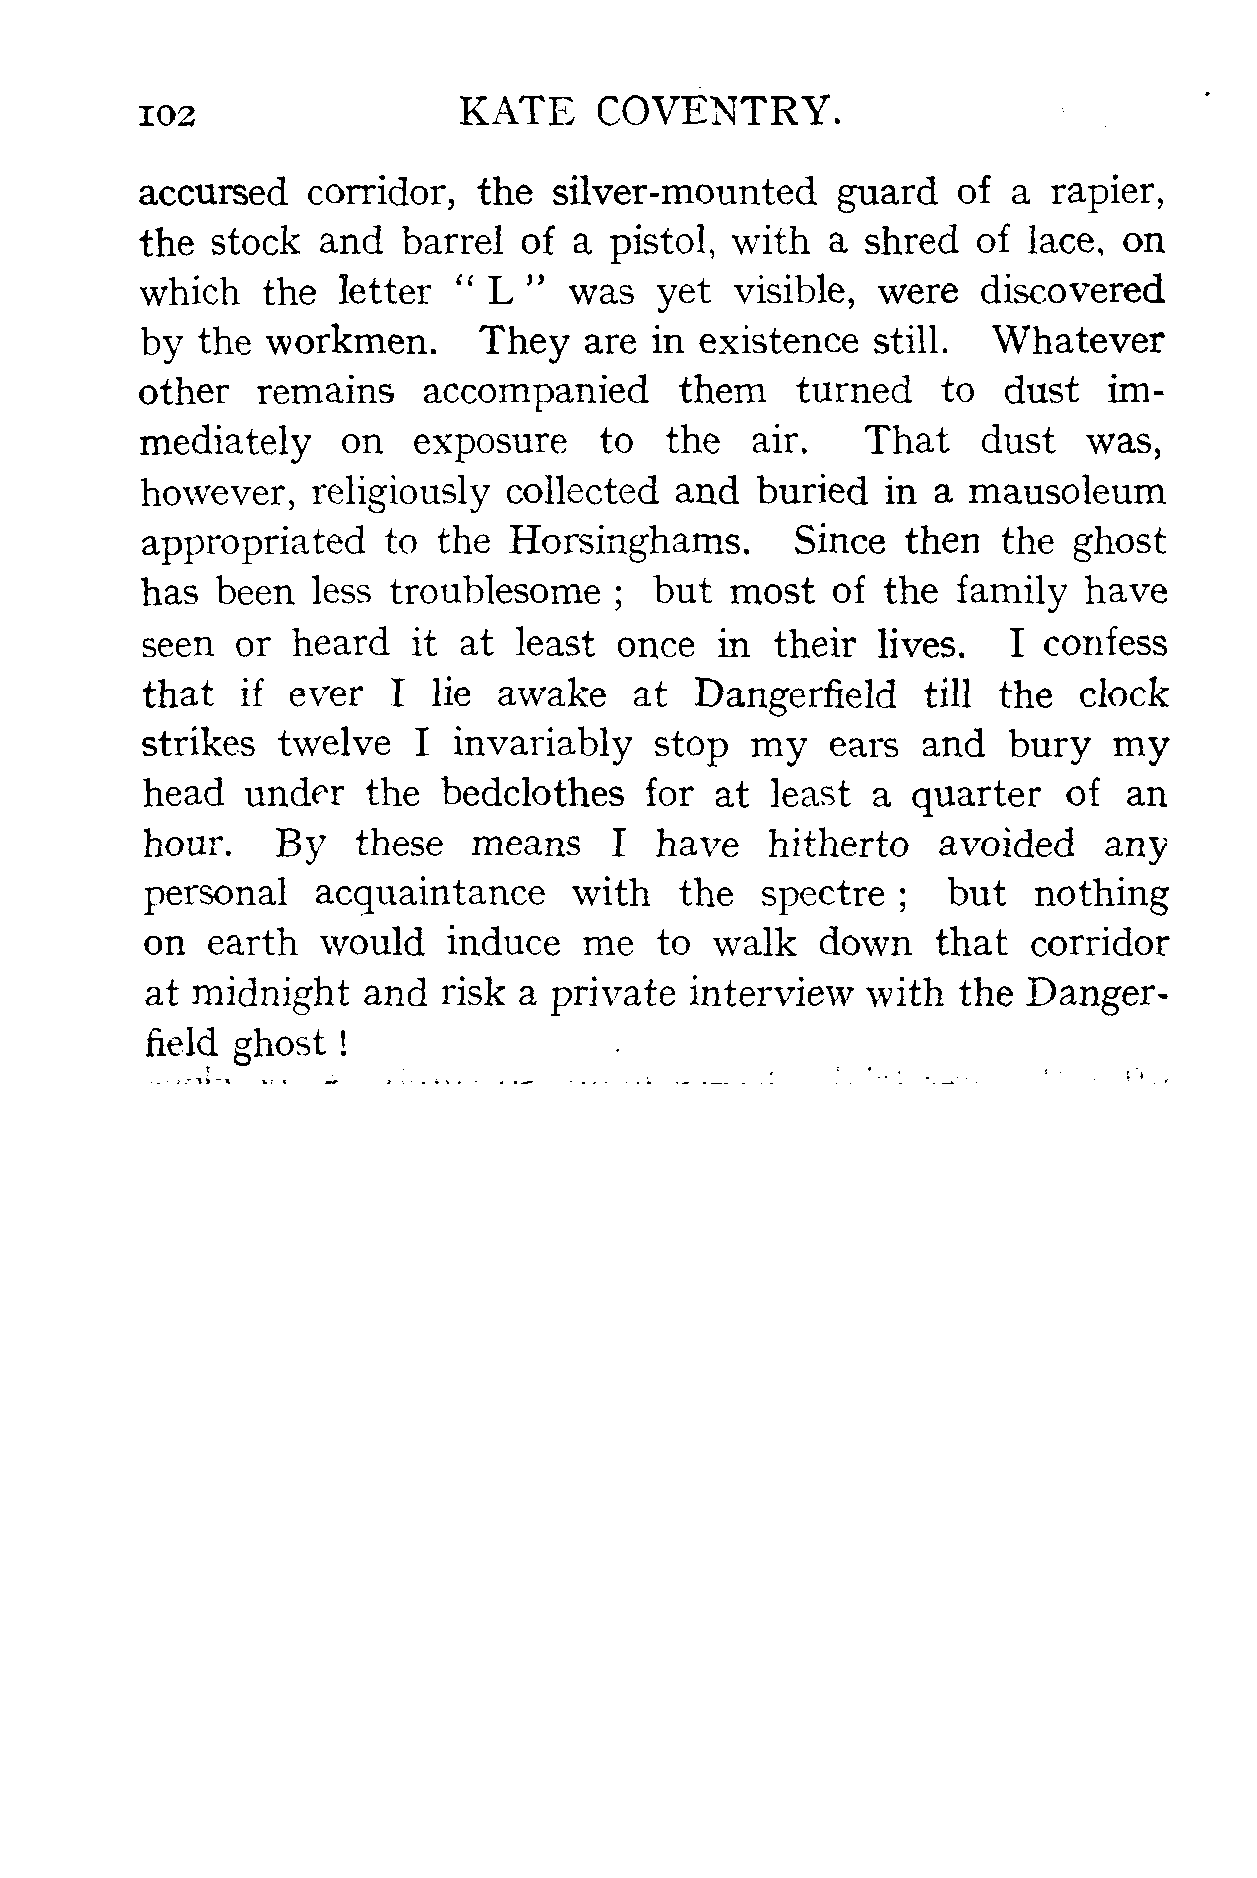 102 KATE COVENTRY.
accursed corridor, the silver-mounted guard of a rapier,
the stock and barrel of a pistol, with a shred of lace, on
which the letter “ L ” was yet visible, were discovered
by the workmen. They are in existence still. Whatever
other remains accompanied them turned to dust im-
mediately on exposure to the air. That dust was,
however, religiously collected and buried in a mausoleum
appropriated to the Horsinghams. Since then the ghost
has been less troublesome ; but most of the family have
seen or heard it at least once in their lives. I confess
that if ever I lie awake at Dangerfield till the clock
strikes twelve I invariably stop my ears and bury my
head under the bedclothes for at least a quarter of an
hour. By these means I have hitherto avoided any
personal acquaintance with the spectre ; but nothing
on earth would induce me to walk down that corridor
at midnight and risk a private interview with the Danger-
field ghost !